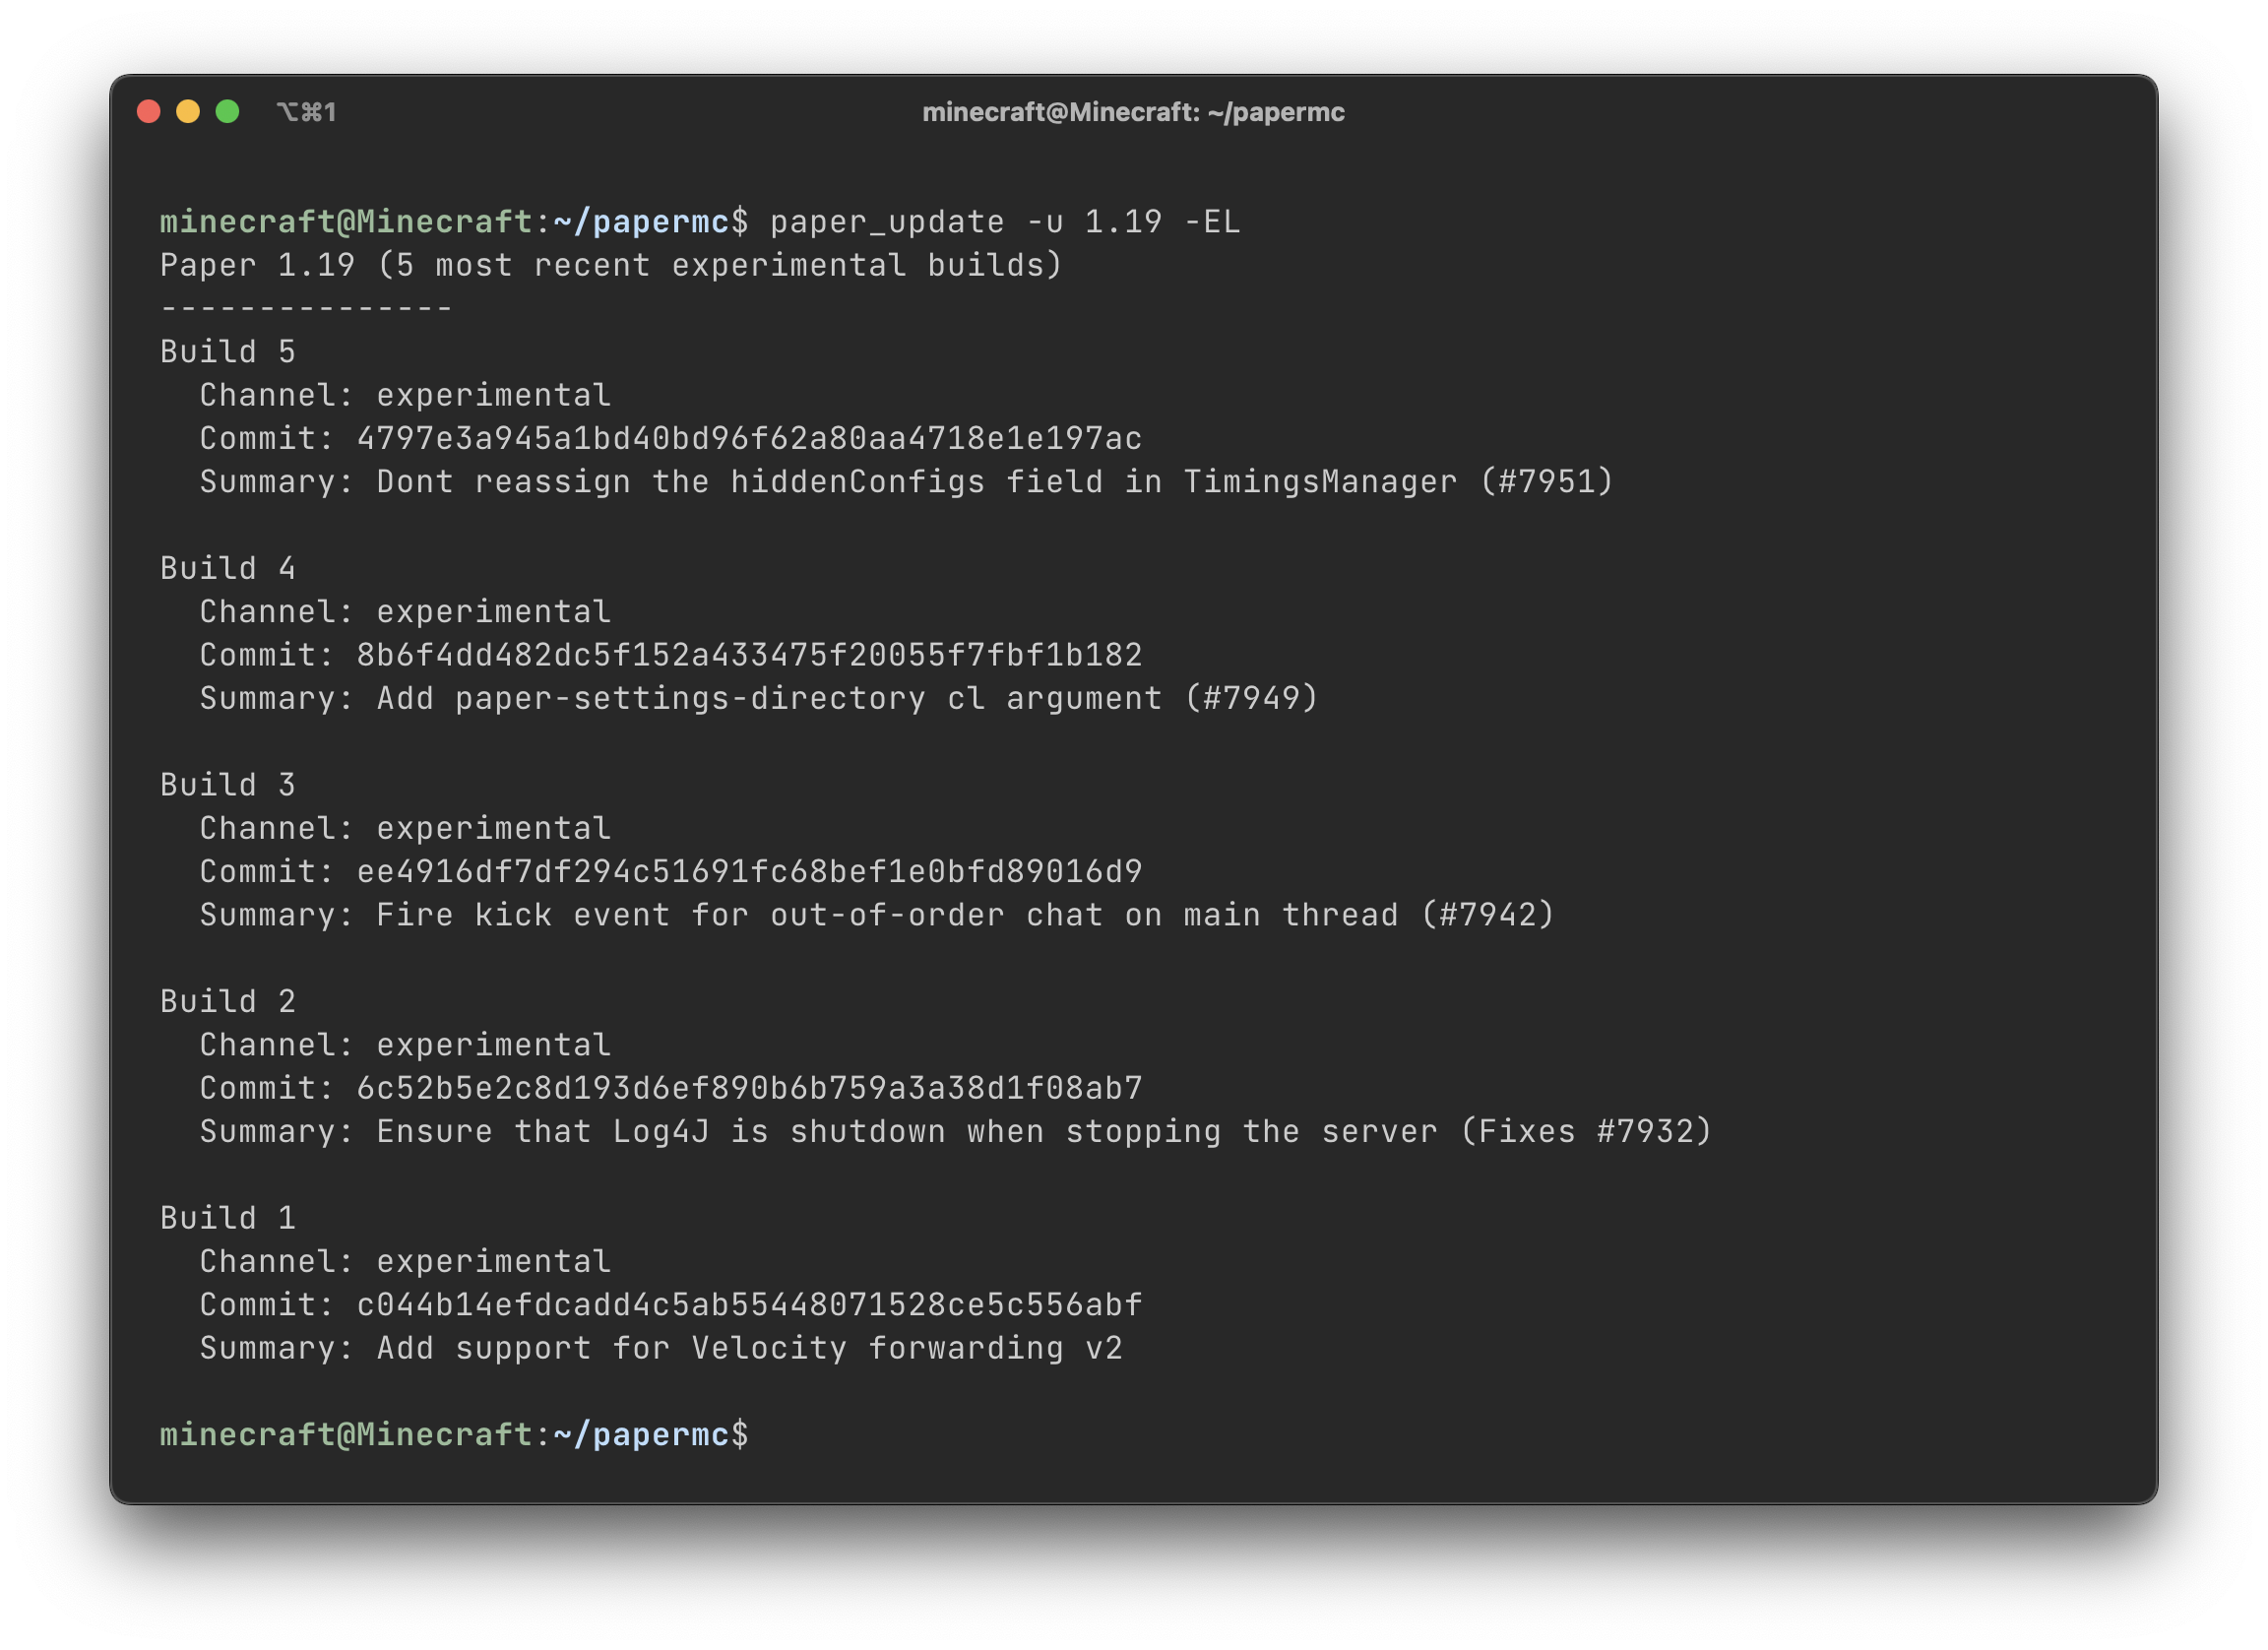 ⌥⌘1
minecraft@Minecraft: ~/papermc
minecraft@Minecraft:~/papermc$ paper_update -u 1.19 -EL
Paper 1.19 (5 most recent experimental builds)
---------------
Build 5
  Channel: experimental
  Commit: 4797e3a945a1bd40bd96f62a80aa4718e1e197ac
  Summary: Dont reassign the hiddenConfigs field in TimingsManager (#7951)

Build 4
  Channel: experimental
  Commit: 8b6f4dd482dc5f152a433475f20055f7fbf1b182
  Summary: Add paper-settings-directory cl argument (#7949)

Build 3
  Channel: experimental
  Commit: ee4916df7df294c51691fc68bef1e0bfd89016d9
  Summary: Fire kick event for out-of-order chat on main thread (#7942)

Build 2
  Channel: experimental
  Commit: 6c52b5e2c8d193d6ef890b6b759a3a38d1f08ab7
  Summary: Ensure that Log4J is shutdown when stopping the server (Fixes #7932)

Build 1
  Channel: experimental
  Commit: c044b14efdcadd4c5ab55448071528ce5c556abf
  Summary: Add support for Velocity forwarding v2

minecraft@Minecraft:~/papermc$